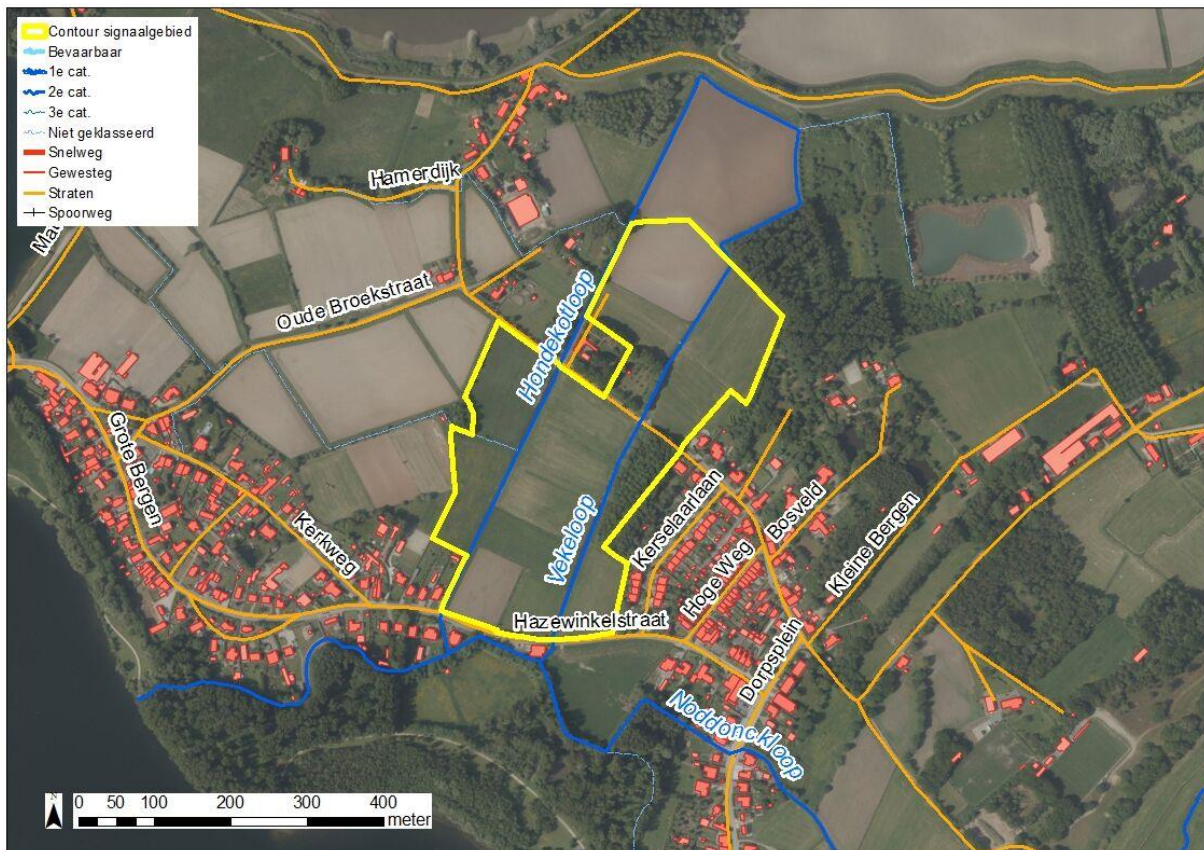 Contour signaalgebied
Bevaarbaar
1e cat.
2e cat.
3e cat.
Niet geklasseerd
Snelweg
Gewesteg
Straten
Spoorweg
Hamerdijk
Oude Broekstraat
Hondekotloop
Grote Bergen
Kerkweg
Vekeloop
Kerselaarlaan
Hoge Weg
Bosveld
Kleine Bergen
Hazewinkelstraat
Dorpsplein
Noddonckloop
N
0 50 100 200 300 400
meter